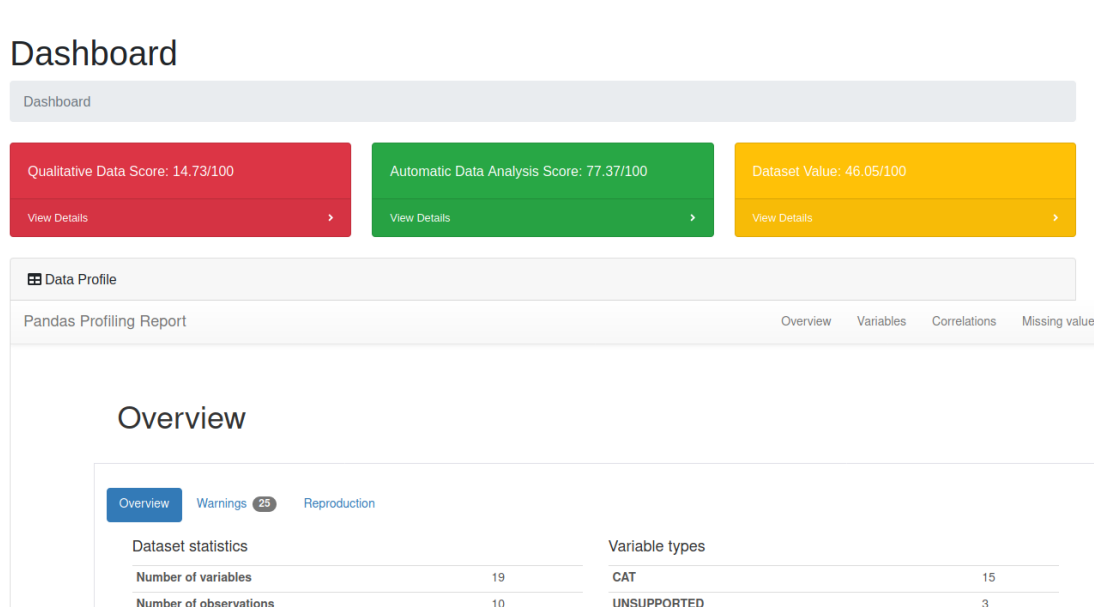 Dashboard
Dashboard
Qualitative Data Score: 14.73/100
Automatic Data Analysis Score: 77.37/100
Dataset Value: 46.05/100
View Details
View Details
View Details
Data Profile
Pandas Profiling Report
Overview
Variables
Correlations
Missing value
Overview
Overview
Warnings 25
Reproduction
Dataset statistics
Variable types
Number of variables 19
CAT 15
Number of observations 10
UNSUPPORTED 3